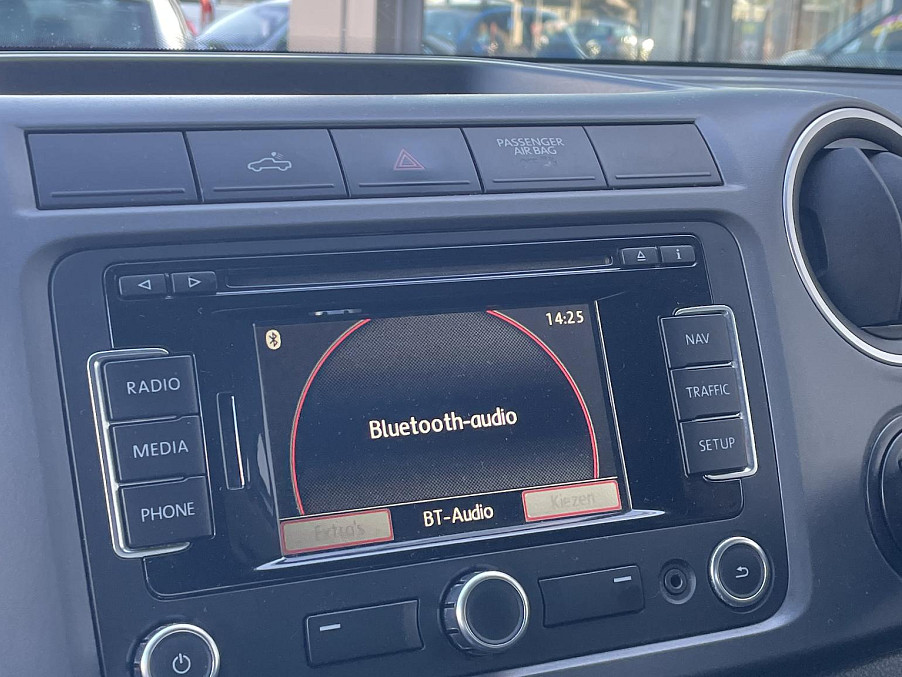 PASSENGER
AIR BAG
i
14:25
RADIO
NAV
Bluetooth-audio
TRAFFIC
MEDIA
SETUP
PHONE
Extra's
BT-Audio
Kiezen